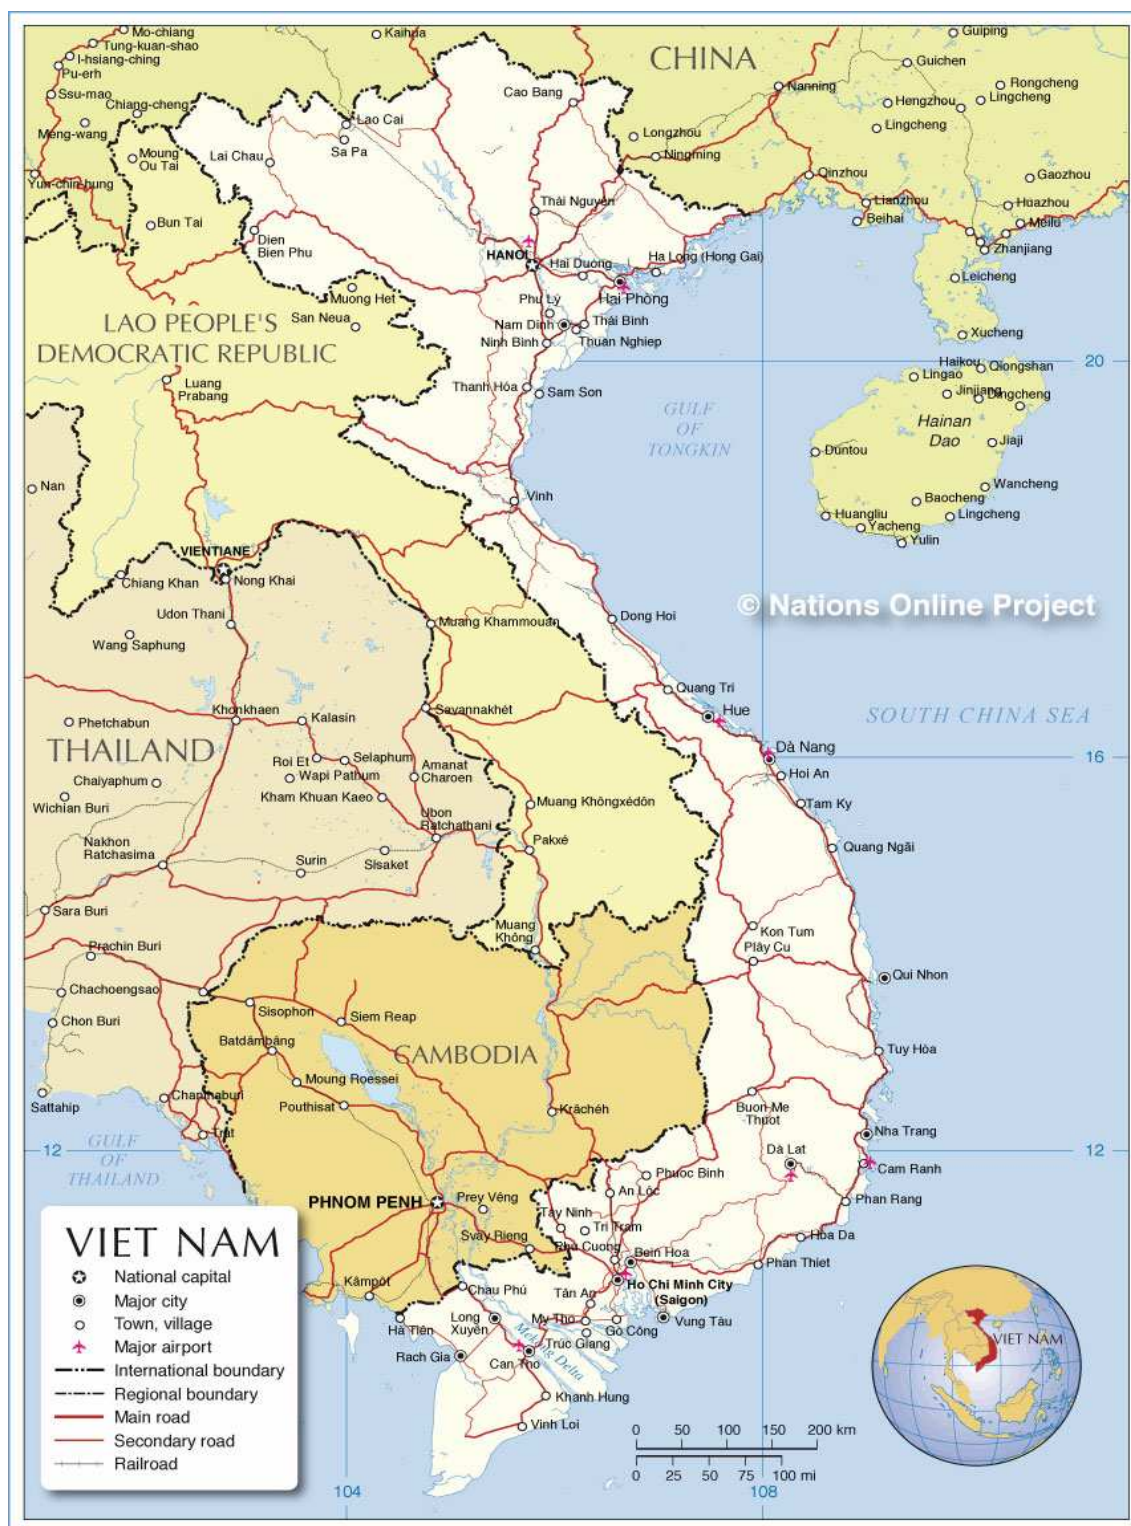 Mo-chiang
Tung-kuan-shao
I-hsiang-ching
Pu-erh
Ssu-mao
Chiang-cheng
Meng-wang
Moung
Ou Tai
Yun-chin-hung
Bun Tai
Kaihua
CHINA
Guiping
Guichen
Nanning
Rongcheng
Hengzhou
Lingcheng
Lingcheng
Longzhou
Ningming
Qinzhou
Gaozhou
Lianzhou
Huazhou
Beihai
Meilu
Zhanjiang
Leicheng
Xucheng
Haikou
Qiongshan
Lingao
Jinjiang
Dingcheng
Hainan
Dao
Jiaji
Duntou
Wancheng
Baocheng
Huangliu
Lingcheng
Yacheng
Yulin
20
Cao Bang
Lao Cai
Sa Pa
Lai Chau
Dien
Bien Phu
Thái Nguyên
HANOI
Hai Duong
Ha Long (Hong Gai)
Hai Phòng
Phu Lý
Nam Dinh
Thái Bình
Ninh Bình
Thuân Nghiep
Thanh Hóa
Sam Son
Vinh
GULF
OF
TONGKIN
Muong Het
San Neua
LAO PEOPLE'S
DEMOCRATIC REPUBLIC
Luang
Prabang
Nan
VIENTIANE
Chiang Khan
Nong Khai
Udon Thani
Wang Saphung
Muang Khammouan
Dong Hoi
© Nations Online Project
Quang Tri
Hue
SOUTH CHINA SEA
Khonkhaen
Kalasin
Savannakhét
Phetchabun
THAILAND
Roi Et
Selaphum
Wapi Pathum
Amanat
Charoen
Chaiyaphum
Wichian Buri
Kham Khuan Kaeo
Ubon
Ratchathani
Muang Khôngxédôn
Pakxé
Nakhon
Ratchasima
Surin
Sisaket
Dà Nang
16
Hoi An
Tam Ky
Quang Ngãi
Sara Buri
Prachin Buri
Muang
Không
Kon Tum
Plây Cu
Chachoengsao
Chon Buri
Sisophon
Siem Reap
Qui Nhon
Batdâmbâng
CAMBODIA
Moung Roessei
Tuy Hòa
Sattahip
Chanthaburi
Pouthisat
Krâchéh
Buon Me
Thuot
Trat
Nha Trang
12
GULF
OF
THAILAND
Dà Lat
12
Phuoc Binh
Cam Ranh
An Lôc
Phan Rang
PHNOM PENH
Prey Vêng
Tây Ninh
Tri Tram
Svay Rieng
Phu Cuong
Hoa Da
Bein Hoa
Phan Thiet
Kâmpôt
Chau Phú
Tân An
Ho Chi Minh City
(Saigon)
Hà Tiên
Long
Xuyên
My Tho
Gò Công
Vung Tâu
Trúc Giang
Rach Gia
Can Tho
Mekong Delta
Khanh Hung
Vinh Loi
VIET NAM
National capital
Major city
Town, village
Major airport
International boundary
Regional boundary
Main road
Secondary road
Railroad
VIET NAM
0 50 100 150 200 km
0 25 50 75 100 mi
104
108